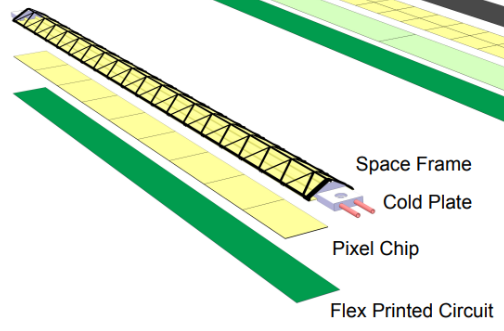 Space Frame
Cold Plate
Pixel Chip
Flex Printed Circuit